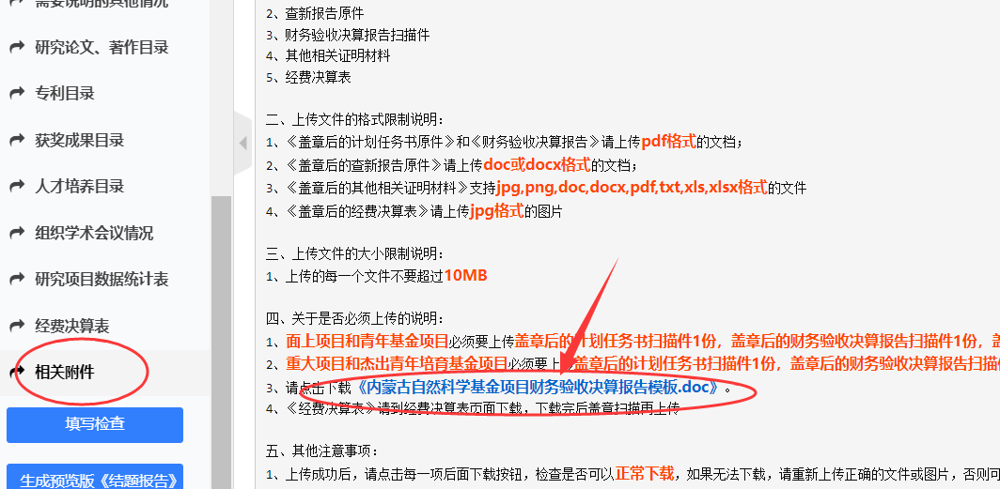 需要说明的其他情况
研究论文、著作目录
专利目录
获奖成果目录
人才培养目录
组织学术会议情况
研究项目数据统计表
经费决算表
相关附件
填写检查
生成预览版《结题报告》
2、查新报告原件
3、财务验收决算报告扫描件
4、其他相关证明材料
5、经费决算表
二、上传文件的格式限制说明：
1、《盖章后的计划任务书原件》和《财务验收决算报告》请上传pdf格式的文档；
2、《盖章后的查新报告原件》请上传doc或docx格式的文档；
3、《盖章后的其他相关证明材料》支持jpg,png,doc,docx,pdf,txt,xls,xlsx格式的文件
4、《盖章后的经费决算表》请上传jpg格式的图片
三、上传文件的大小限制说明：
1、上传的每一个文件不要超过10MB
四、关于是否必须上传的说明：
1、面上项目和青年基金项目必须要上传盖章后的计划任务书扫描件1份，盖章后的财务验收决算报告扫描件1份，盖
2、重大项目和杰出青年培育基金项目必须要上盖章后的计划任务书扫描件1份，盖章后的财务验收决算报告扫描
3、请点击下载《内蒙古自然科学基金项目财务验收决算报告模板.doc》。
4、《经费决算表》请到经费决算表页面下载，下载完后盖章扫描再上传
五、其他注意事项：
1、上传成功后，请点击每一项后面下载按钮，检查是否可以正常下载，如果无法下载，请重新上传正确的文件或图片，否则可